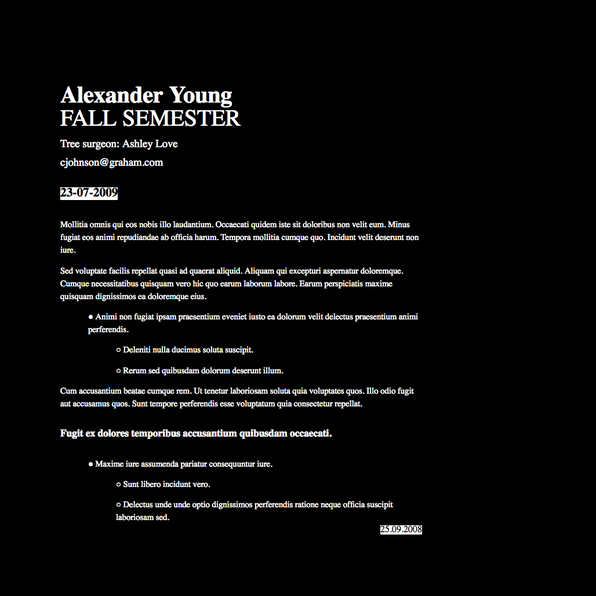 Alexander Young
FALL SEMESTER
Tree surgeon: Ashley Love
cjohnson@graham.com
23-07-2009
Mollitia omnis qui eos nobis illo laudantium. Occaecati quidem iste sit doloribus non velit eum. Minus
fugiat eos animi repudiandae ab officia harum. Tempora mollitia cumque quo. Incidunt velit deserunt non
iure.
Sed voluptate facilis repellat quasi ad quaerat aliquid. Aliquam qui excepturi aspernatur doloremque.
Cumque necessitatibus quisquam vero hic quo earum laborum labore. Earum perspiciatis maxime
quisquam dignissimos ea doloremque eius.
● Animi non fugiat ipsam praesentium eveniet iusto ea dolorum velit delectus praesentium animi
perferendis.
○ Deleniti nulla ducimus soluta suscipit.
○ Rerum sed quibusdam dolorum deserunt illum.
Cum accusantium beatae cumque rem. Ut tenetur laboriosam soluta quia voluptates quos. Illo odio fugit
aut accusamus quos. Sunt tempore perferendis esse voluptatum quia consectetur repellat.
Fugit ex dolores temporibus accusantium quibusdam occaecati.
● Maxime iure assumenda pariatur consequuntur iure.
○ Sunt libero incidunt vero.
○ Delectus unde unde optio dignissimos perferendis ratione neque officia suscipit
laboriosam sed.
25.09.2008